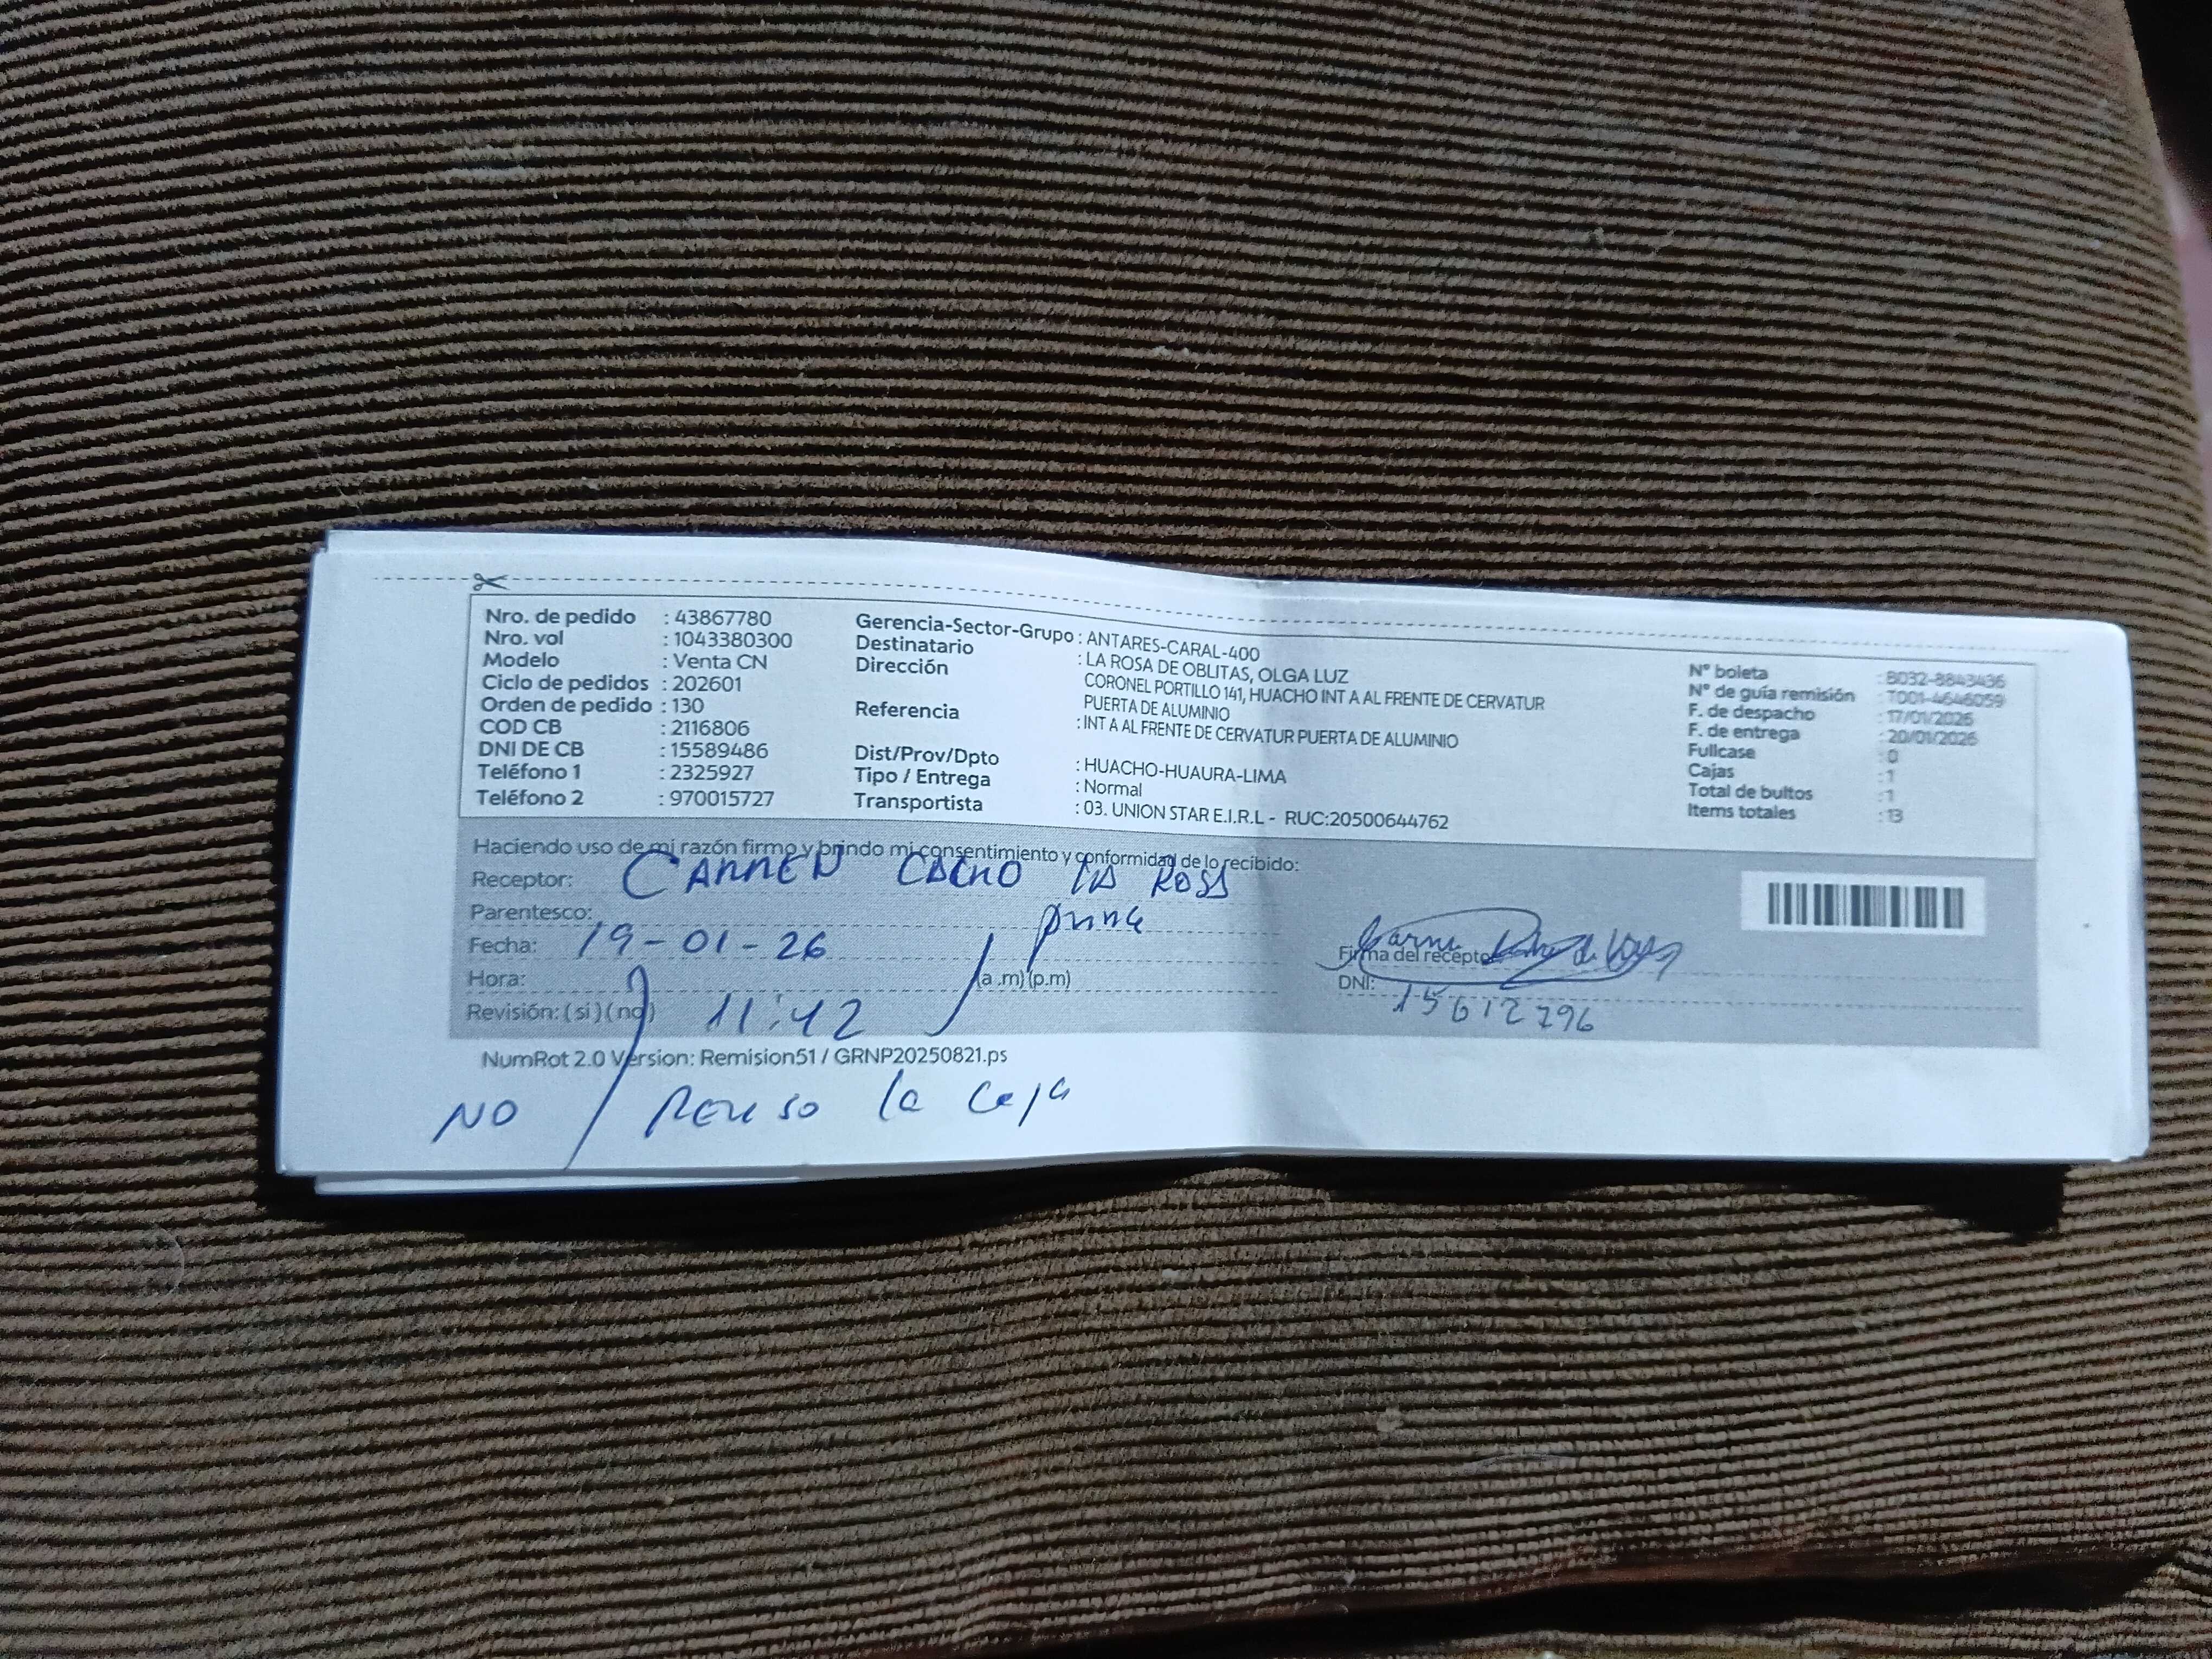 Nro. de pedido : 43867780
Nro. vol : 1043380300
Modelo : Venta CN
Ciclo de pedidos : 202601
Orden de pedido : 130
COD CB : 2116806
DNI DE CB : 15589486
Teléfono 1 : 2325927
Teléfono 2 : 970015727
Gerencia-Sector-Grupo : ANTARES-CARAL-400
Destinatario : LA ROSA DE OBLITAS, OLGA LUZ
Dirección CORONEL PORTILLO 141, HUACHO INT A AL FRENTE DE CERVATUR
PUERTA DE ALUMINIO
Referencia : INT A AL FRENTE DE CERVATUR PUERTA DE ALUMINIO
Dist/Prov/Dpto : HUACHO-HUAURA-LIMA
Tipo / Entrega : Normal
Transportista : 03. UNION STAR E.I.R.L - RUC:20500644762
N° boleta : B032-8843436
N° de guía remisión : T001-4646059
F. de despacho : 17/01/2026
F. de entrega : 20/01/2026
Fullcase : 0
Cajas : 1
Total de bultos : 1
Items totales : 13
Haciendo uso de mi razón firmo y brindo mi consentimiento y conformidad de lo recibido:
Receptor: CARMEN CACHO LA ROSA
Parentesco: prima
Fecha: 19-01-26
Hora: (a .m) (p.m)
Revisión: ( si ) ( no ) 11:42
Firma del receptor
DNI: 15612796
NumRot 2.0 Version: Remision51 / GRNP20250821.ps
NO / Reviso la caja